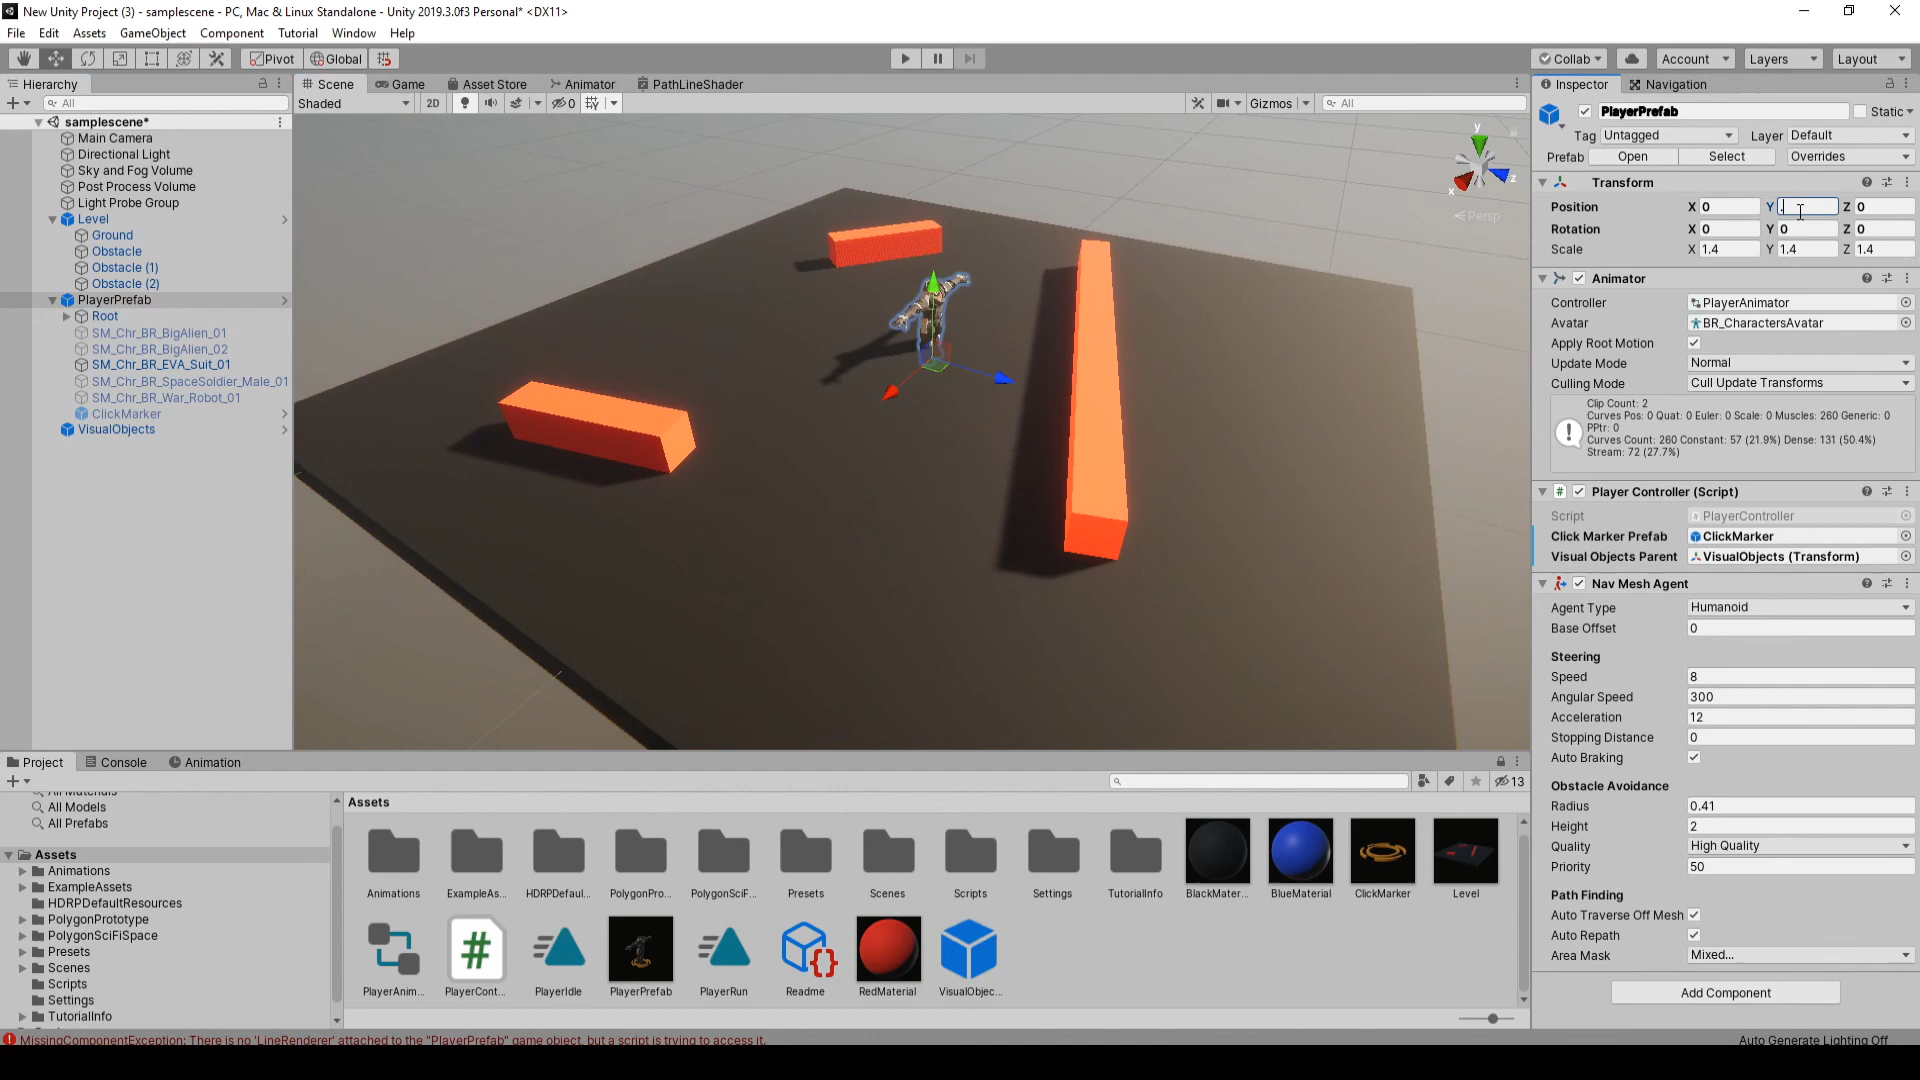 New Unity Project (3) - samplescene - PC, Mac & Linux Standalone - Unity 2019.3.0f3 Personal* <DX11>
File Edit Assets GameObject Component Tutorial Window Help
Pivot Global Collab Account Layers Layout
Hierarchy
All
samplescene*
Main Camera
Directional Light
Sky and Fog Volume
Post Process Volume
Light Probe Group
Level
Ground
Obstacle
Obstacle (1)
Obstacle (2)
PlayerPrefab
Root
SM_Chr_BR_BigAlien_01
SM_Chr_BR_BigAlien_02
SM_Chr_BR_EVA_Suit_01
SM_Chr_BR_SpaceSoldier_Male_01
SM_Chr_BR_War_Robot_01
ClickMarker
VisualObjects
Scene Game Asset Store Animator PathLineShader
Shaded 2D 0 Gizmos All
y
x z
Persp
Inspector Navigation
PlayerPrefab Static
Tag Untagged Layer Default
Prefab Open Select Overrides
Transform
Position X 0 Y . Z 0
Rotation X 0 Y 0 Z 0
Scale X 1.4 Y 1.4 Z 1.4
Animator
Controller PlayerAnimator
Avatar BR_CharactersAvatar
Apply Root Motion
Update Mode Normal
Culling Mode Cull Update Transforms
Clip Count: 2
Curves Pos: 0 Quat: 0 Euler: 0 Scale: 0 Muscles: 260 Generic: 0
PPtr: 0
Curves Count: 260 Constant: 57 (21.9%) Dense: 131 (50.4%)
Stream: 72 (27.7%)
# Player Controller (Script)
Script PlayerController
Click Marker Prefab ClickMarker
Visual Objects Parent VisualObjects (Transform)
Nav Mesh Agent
Agent Type Humanoid
Base Offset 0
Steering
Speed 8
Angular Speed 300
Acceleration 12
Stopping Distance 0
Auto Braking
Obstacle Avoidance
Radius 0.41
Height 2
Quality High Quality
Priority 50
Path Finding
Auto Traverse Off Mesh
Auto Repath
Area Mask Mixed...
Add Component
Project Console Animation
13
All Materials
All Models
All Prefabs
Assets
Animations
ExampleAssets
HDRPDefaultResources
PolygonPrototype
PolygonSciFiSpace
Presets
Scenes
Scripts
Settings
TutorialInfo
Assets
Animations ExampleAs... HDRPDefaul... PolygonPro... PolygonSciF... Presets Scenes Scripts Settings TutorialInfo BlackMater... BlueMaterial ClickMarker Level
#
PlayerAnim... PlayerCont... PlayerIdle PlayerPrefab PlayerRun Readme RedMaterial VisualObjec...
MissingComponentException: There is no 'LineRenderer' attached to the "PlayerPrefab" game object, but a script is trying to access it.
Auto Generate Lighting Off